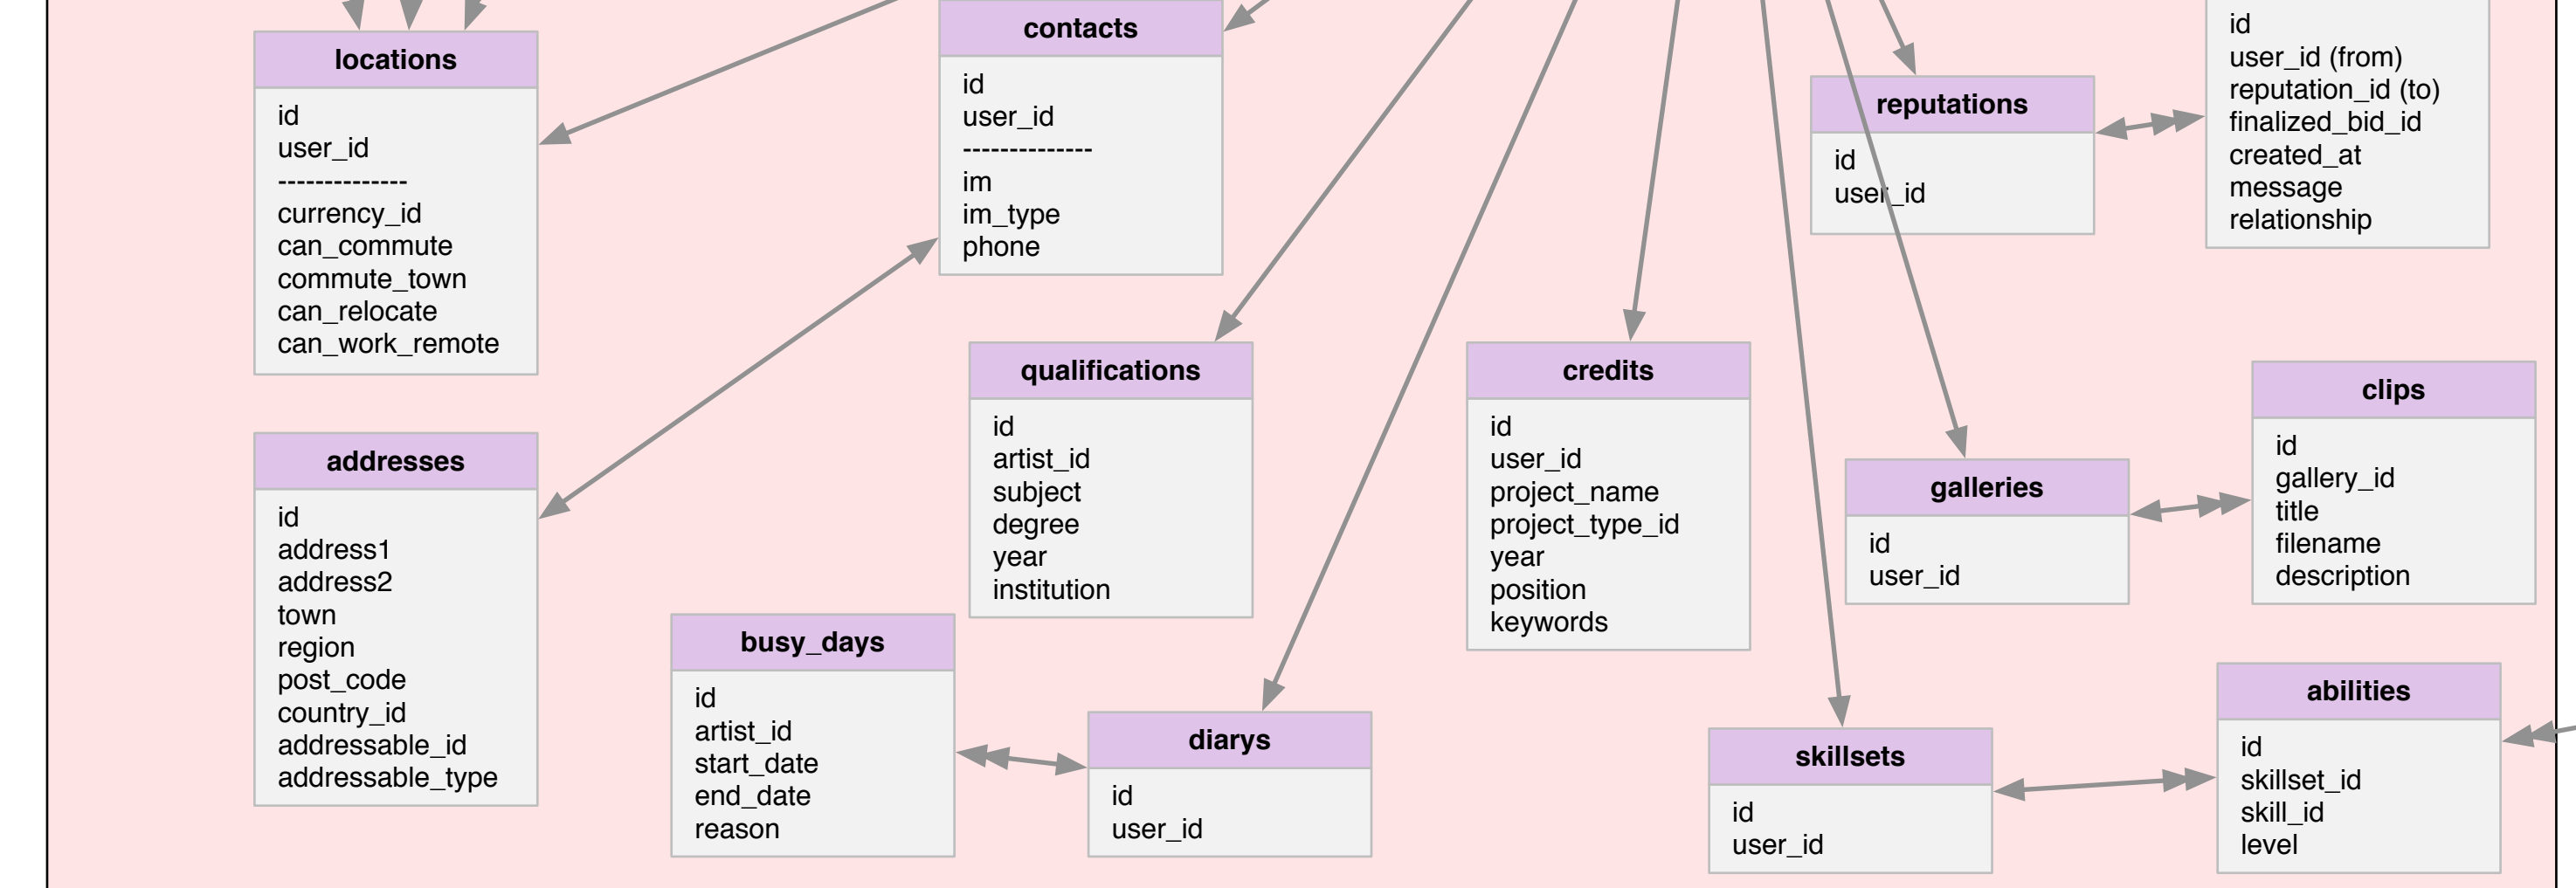 locations
id
user_id
--------------
currency_id
can_commute
commute_town
can_relocate
can_work_remote
contacts
id
user_id
--------------
im
im_type
phone
reputations
id
user_id
id
user_id (from)
reputation_id (to)
finalized_bid_id
created_at
message
relationship
addresses
id
address1
address2
town
region
post_code
country_id
addressable_id
addressable_type
qualifications
id
artist_id
subject
degree
year
institution
credits
id
user_id
project_name
project_type_id
year
position
keywords
galleries
id
user_id
clips
id
gallery_id
title
filename
description
busy_days
id
artist_id
start_date
end_date
reason
diarys
id
user_id
skillsets
id
user_id
abilities
id
skillset_id
skill_id
level